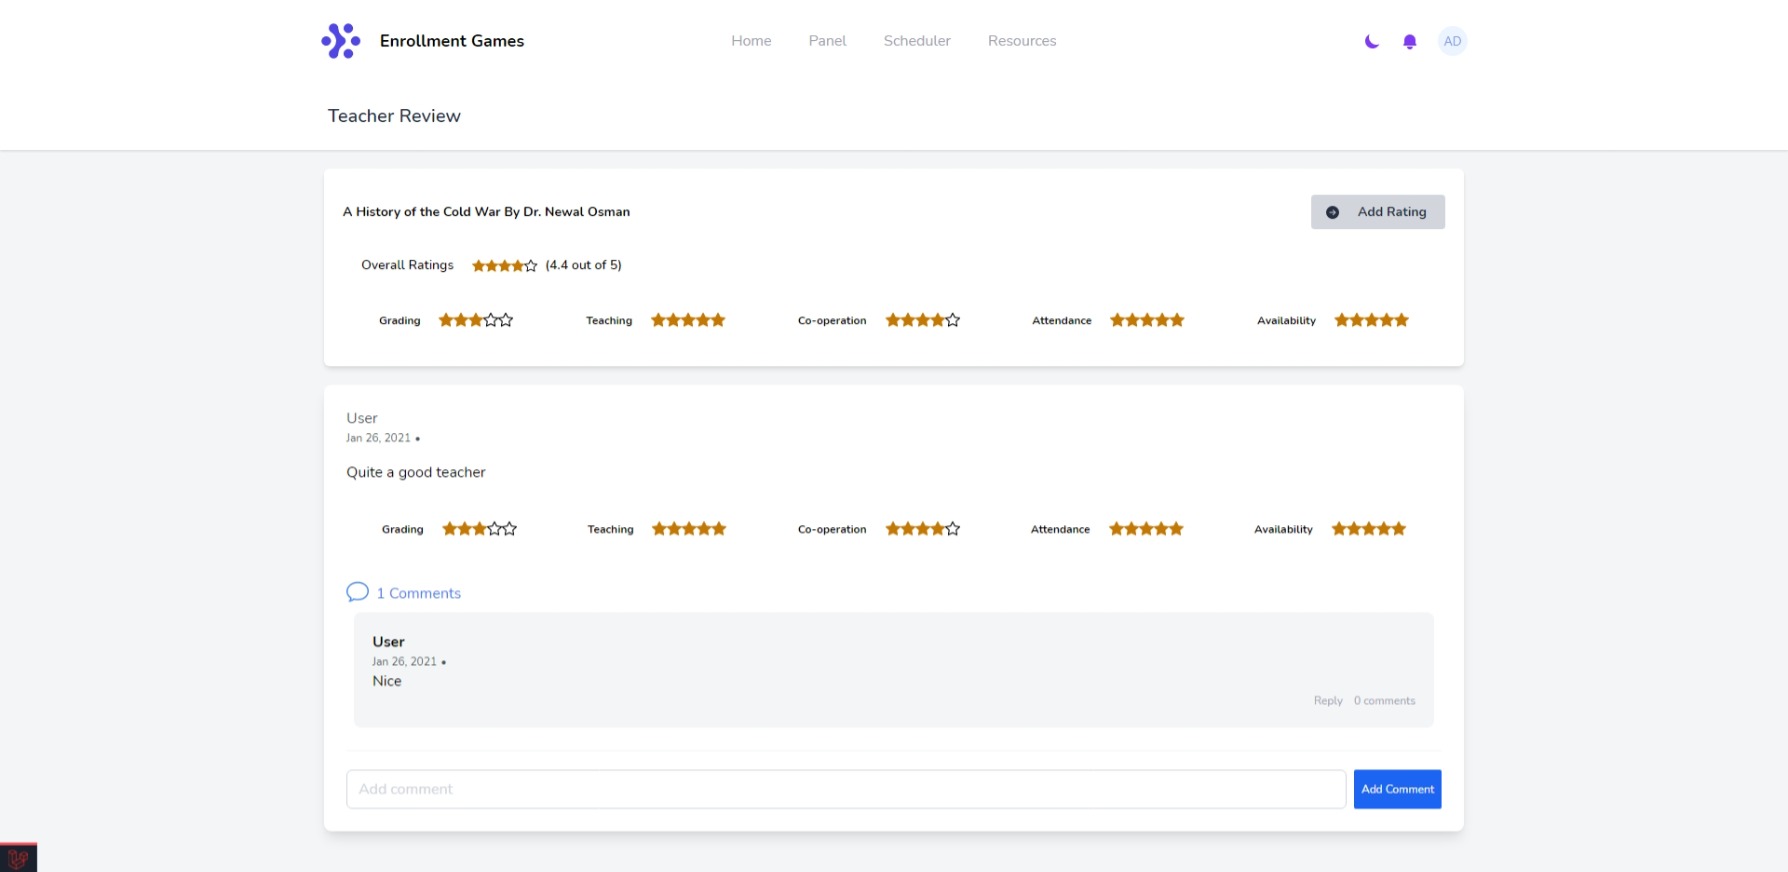 Enrollment Games Home Panel Scheduler Resources AD
Teacher Review
A History of the Cold War By Dr. Newal Osman Add Rating
Overall Ratings (4.4 out of 5)
Grading Teaching Co-operation Attendance Availability
User
Jan 26, 2021 •
Quite a good teacher
Grading Teaching Co-operation Attendance Availability
1 Comments
User
Jan 26, 2021 •
Nice
Reply 0 comments
Add comment Add Comment